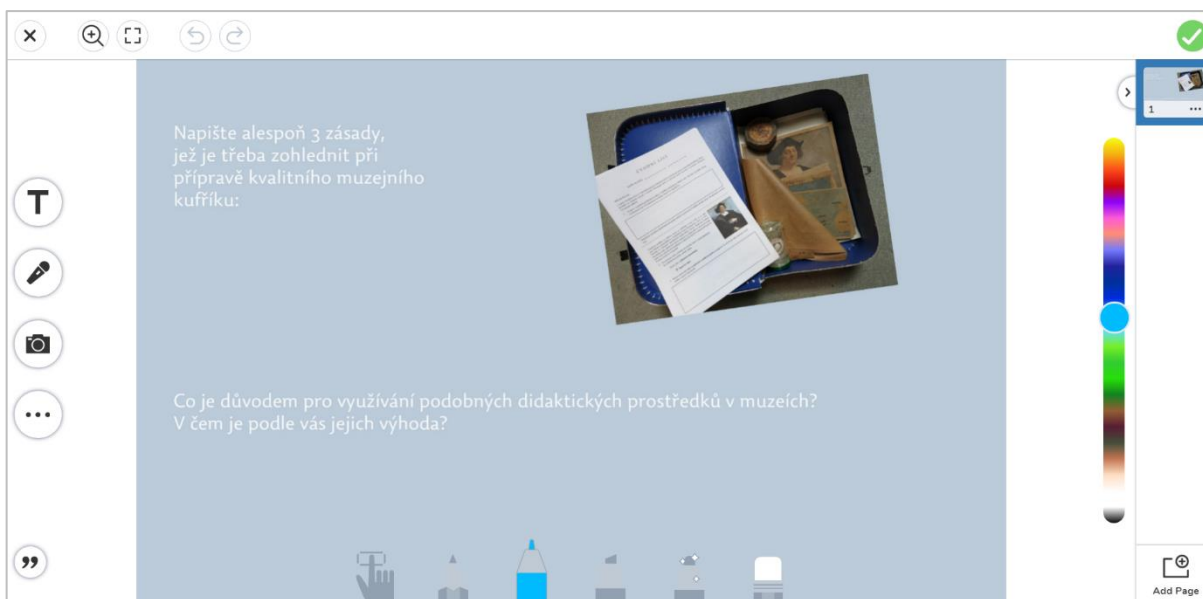 Napište alespoň 3 zásady,
jež je třeba zohlednit při
přípravě kvalitního muzejního
kufříku:
Co je důvodem pro využívání podobných didaktických prostředků v muzeích?
V čem je podle vás jejich výhoda?
T
1
Add Page